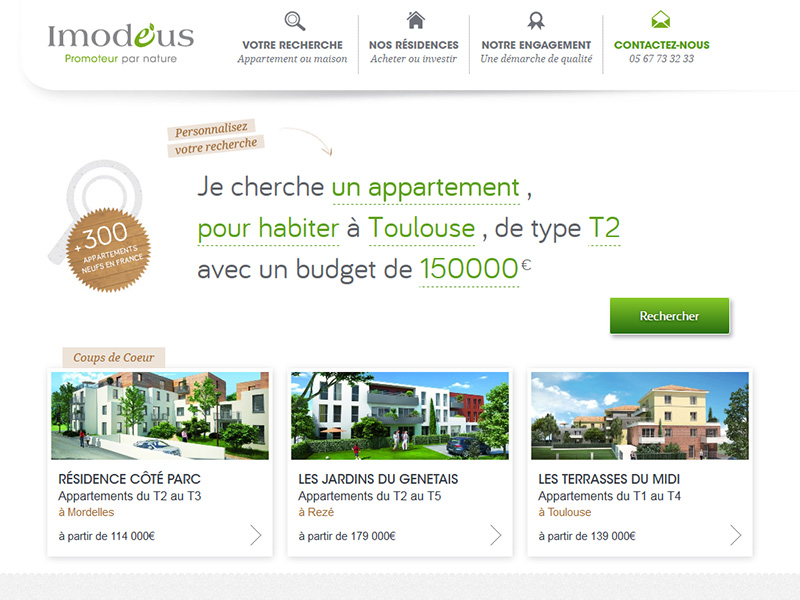 Imodeus
Promoteur par nature
VOTRE RECHERCHE
Appartement ou maison
NOS RÉSIDENCES
Acheter ou investir
NOTRE ENGAGEMENT
Une démarche de qualité
CONTACTEZ-NOUS
05 67 73 32 33
Personnalisez
votre recherche
Je cherche un appartement ,
pour habiter à Toulouse , de type T2
avec un budget de 150000€
+ 300
APPARTEMENTS
NEUFS EN FRANCE
Rechercher
Coups de Coeur
RÉSIDENCE CÔTÉ PARC
Appartements du T2 au T3
à Mordelles
à partir de 114 000€
LES JARDINS DU GENETAIS
Appartements du T2 au T5
à Rezé
à partir de 179 000€
LES TERRASSES DU MIDI
Appartements du T1 au T4
à Toulouse
à partir de 139 000€